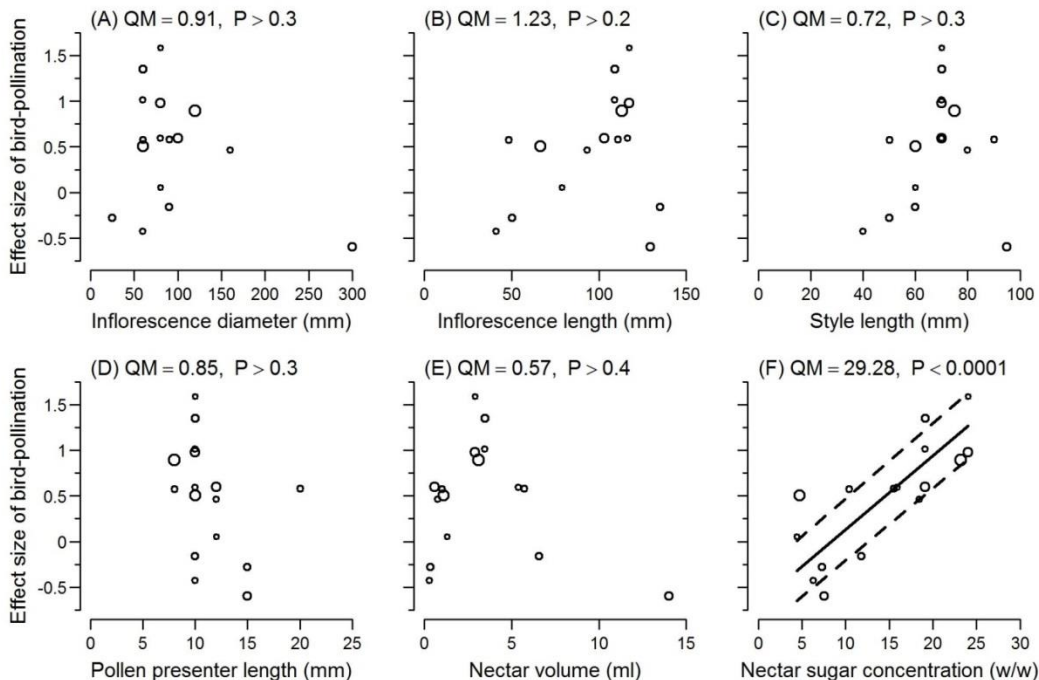 (A) QM = 0.91, P > 0.3
(B) QM = 1.23, P > 0.2
(C) QM = 0.72, P > 0.3
Effect size of bird-pollination
1.5
1
0.5
0
-0.5
0 50 100 150 200 250 300
Inflorescence diameter (mm)
0 50 100 150
Inflorescence length (mm)
0 20 40 60 80 100
Style length (mm)
(D) QM = 0.85, P > 0.3
(E) QM = 0.57, P > 0.4
(F) QM = 29.28, P < 0.0001
Effect size of bird-pollination
1.5
1
0.5
0
-0.5
0 5 10 15 20 25
Pollen presenter length (mm)
0 5 10 15
Nectar volume (ml)
0 5 10 15 20 25 30
Nectar sugar concentration (w/w)